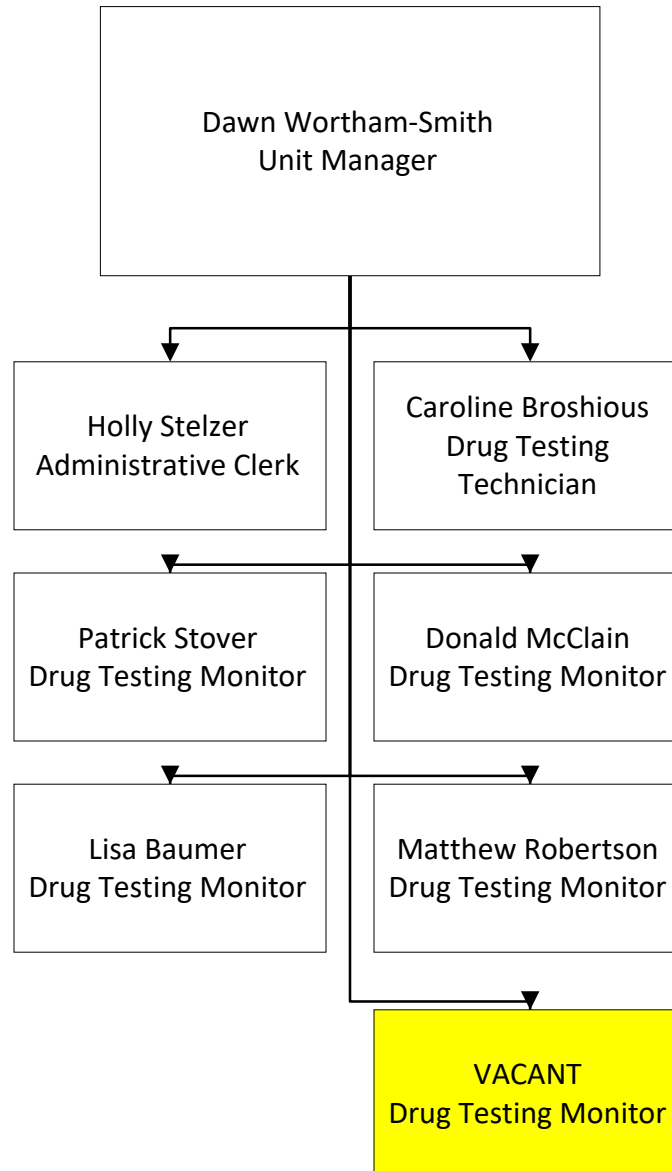 Dawn Wortham-Smith
Unit Manager
Holly Stelzer
Administrative Clerk
Caroline Broshious
Drug Testing
Technician
Patrick Stover
Drug Testing Monitor
Donald McClain
Drug Testing Monitor
Lisa Baumer
Drug Testing Monitor
Matthew Robertson
Drug Testing Monitor
VACANT
Drug Testing Monitor